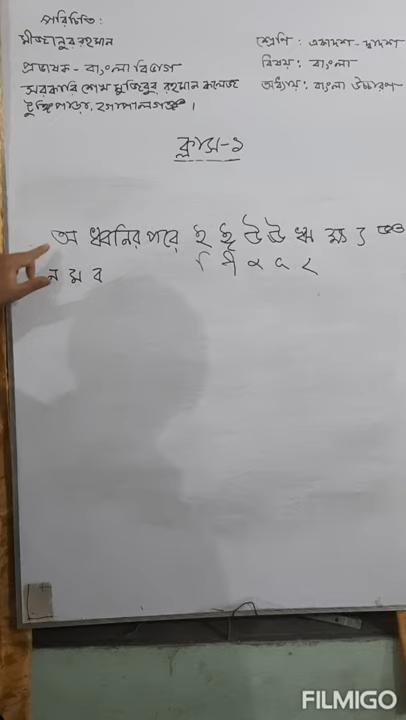 পরিচিতি:
মীজানুর রহমান
প্রভাষক - বাংলা বিভাগ
সরকারি শেখ মুজিবুর রহমান কলেজ
টুঙ্গিপাড়া, গোপালগঞ্জ।
শ্রেণি: একাদশ - দ্বাদশ
বিষয়: বাংলা
অধ্যায়: বাংলা উচ্চারণ
ক্লাস-১
অ ধ্বনির পরে ই ঈ উ ঊ ঋ ক্ষ
ন ম ব
FILMIGO